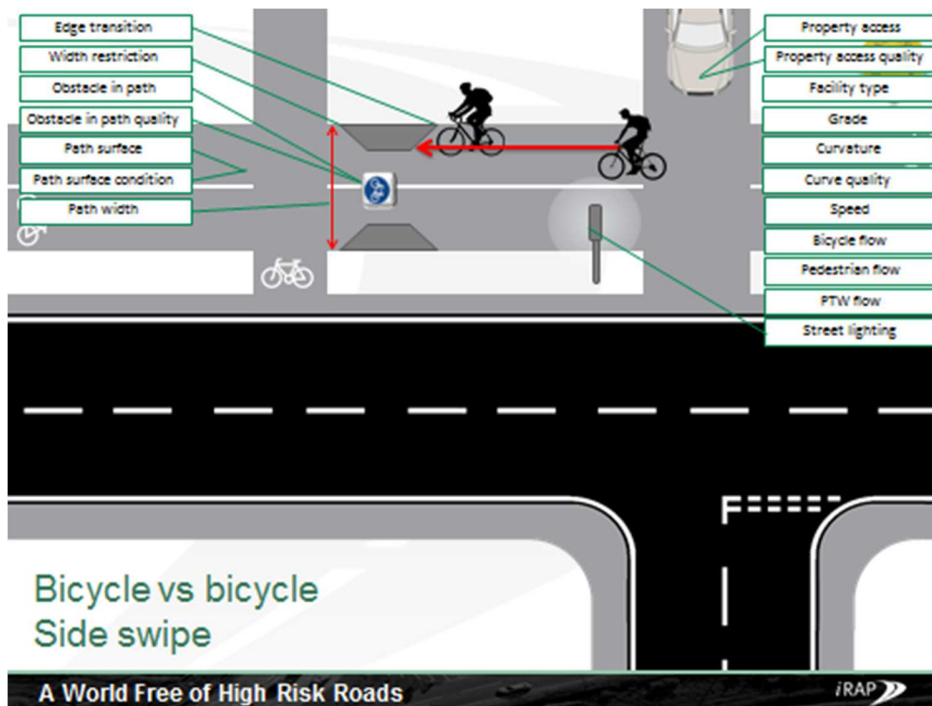 Edge transition
Width restriction
Obstacle in path
Obstacle in path quality
Path surface
Path surface condition
Path width
Property access
Property access quality
Facility type
Grade
Curvature
Curve quality
Speed
Bicycle flow
Pedestrian flow
PTW flow
Street lighting
Bicycle vs bicycle
Side swipe
A World Free of High Risk Roads
iRAP